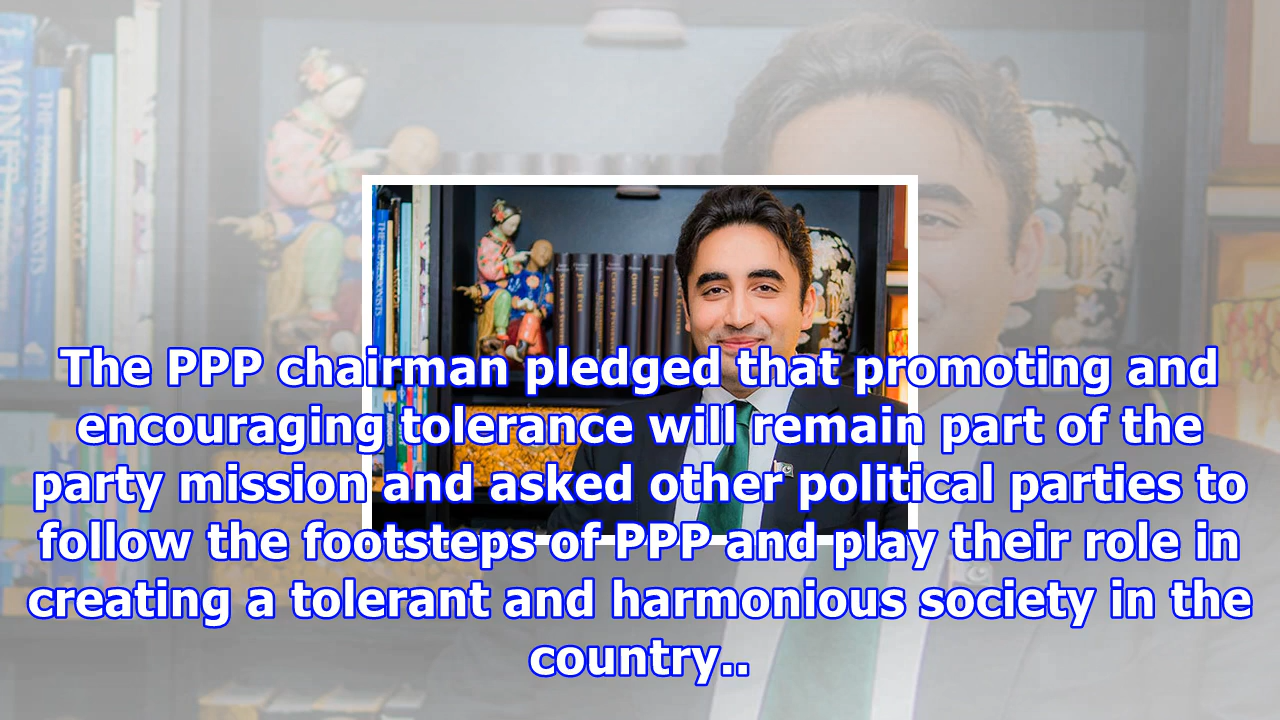 The PPP chairman pledged that promoting and
encouraging tolerance will remain part of the
party mission and asked other political parties to
follow the footsteps of PPP and play their role in
creating a tolerant and harmonious society in the
country..